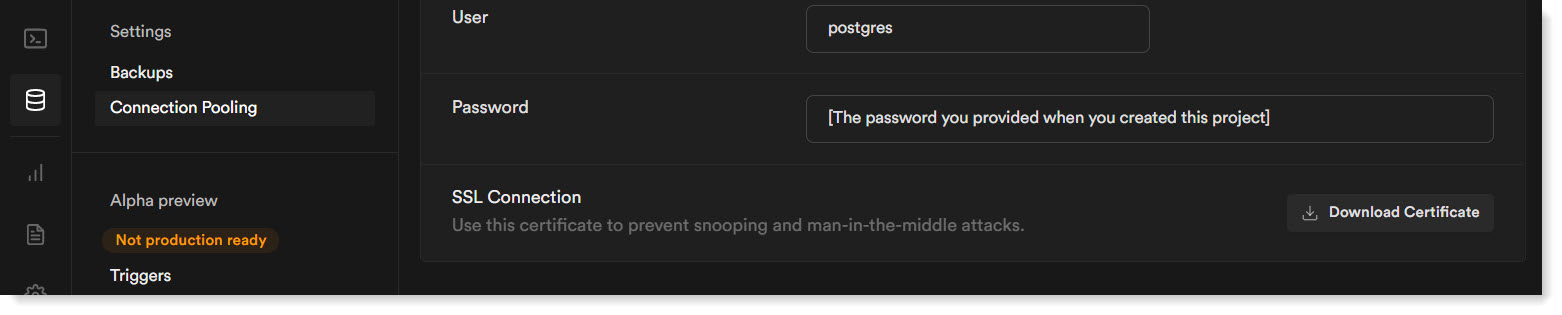 Settings
Backups
Connection Pooling
Alpha preview
Not production ready
Triggers
User
postgres
Password
[The password you provided when you created this project]
SSL Connection
Use this certificate to prevent snooping and man-in-the-middle attacks.
Download Certificate